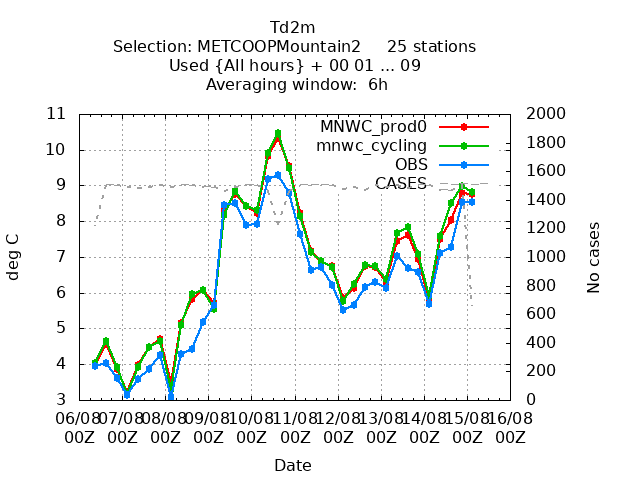 Td2m
Selection: METCOOPMountain2 25 stations
Used {All hours} + 00 01 ... 09
Averaging window: 6h
MNWC_prod0
mnwc_cycling
OBS
CASES
deg C
11
10
9
8
7
6
5
4
3
No cases
2000
1800
1600
1400
1200
1000
800
600
400
200
0
06/08 07/08 08/08 09/08 10/08 11/08 12/08 13/08 14/08 15/08 16/08
00Z 00Z 00Z 00Z 00Z 00Z 00Z 00Z 00Z 00Z 00Z
Date